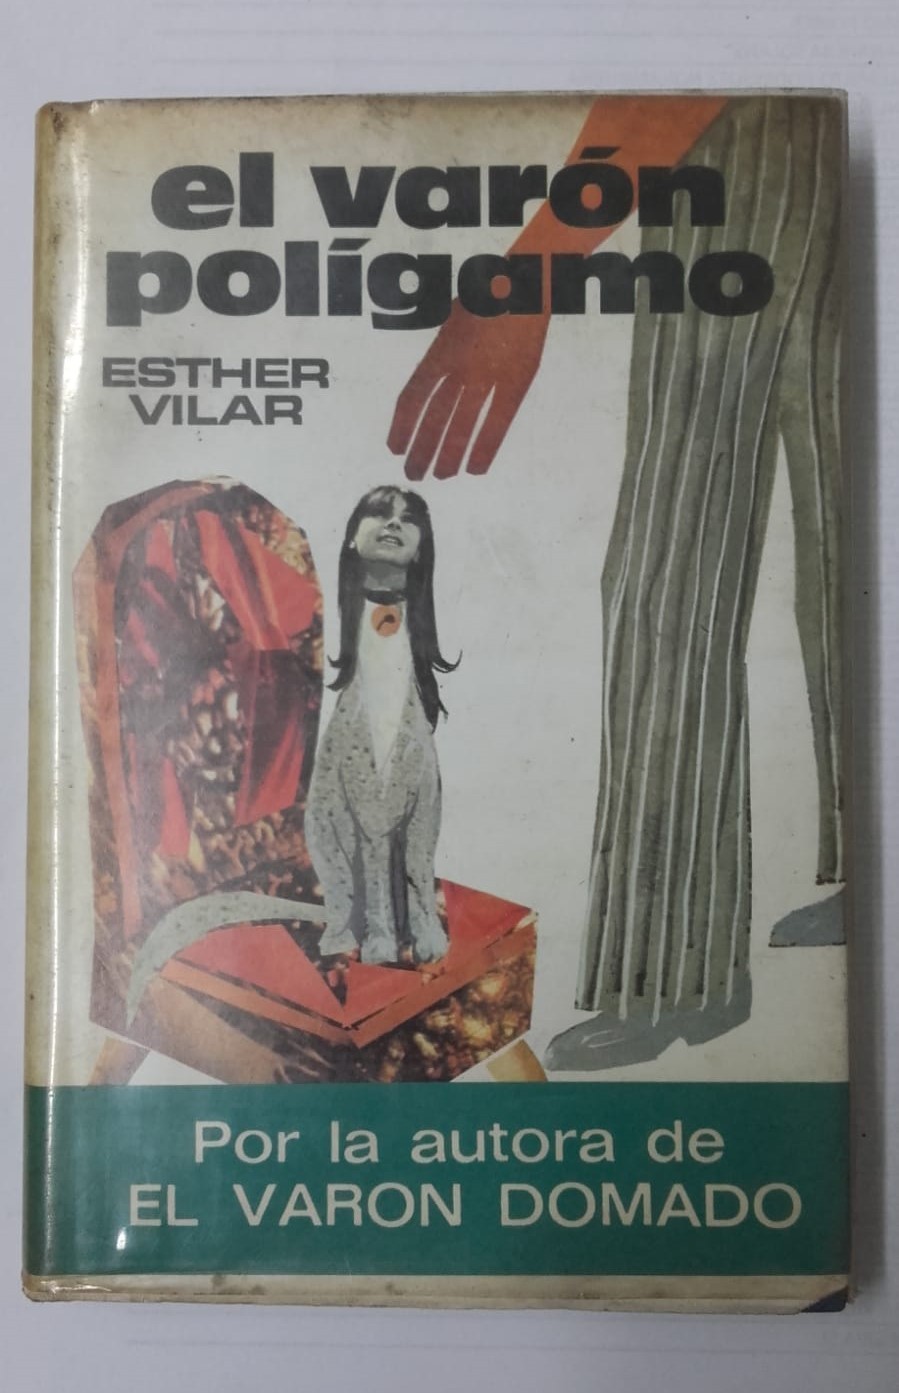 el varón
polígamo
ESTHER
VILAR
Por la autora de
EL VARON DOMADO